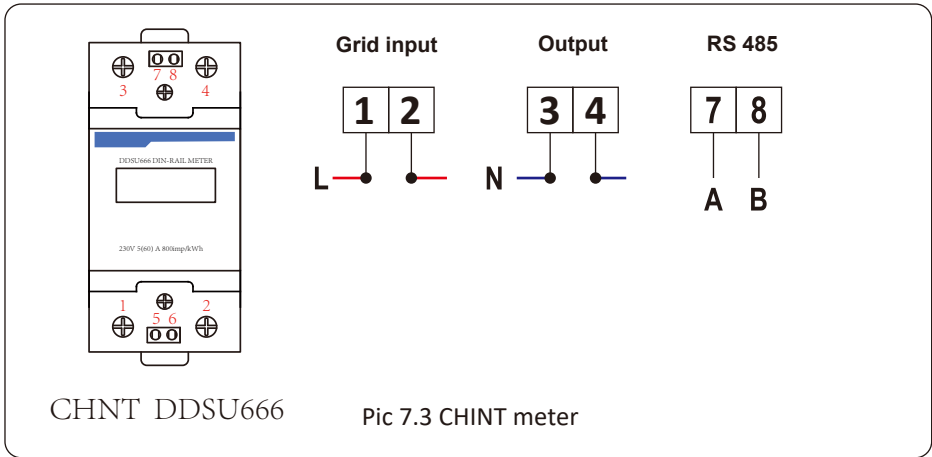 7 8
3 4
DDSU666 DIN-RAIL METER
230V 5(60) A 800imp/kWh
1 2
5 6
CHNT DDSU666
Grid input Output RS 485
1 2 3 4 7 8
L N
A B
Pic 7.3 CHINT meter